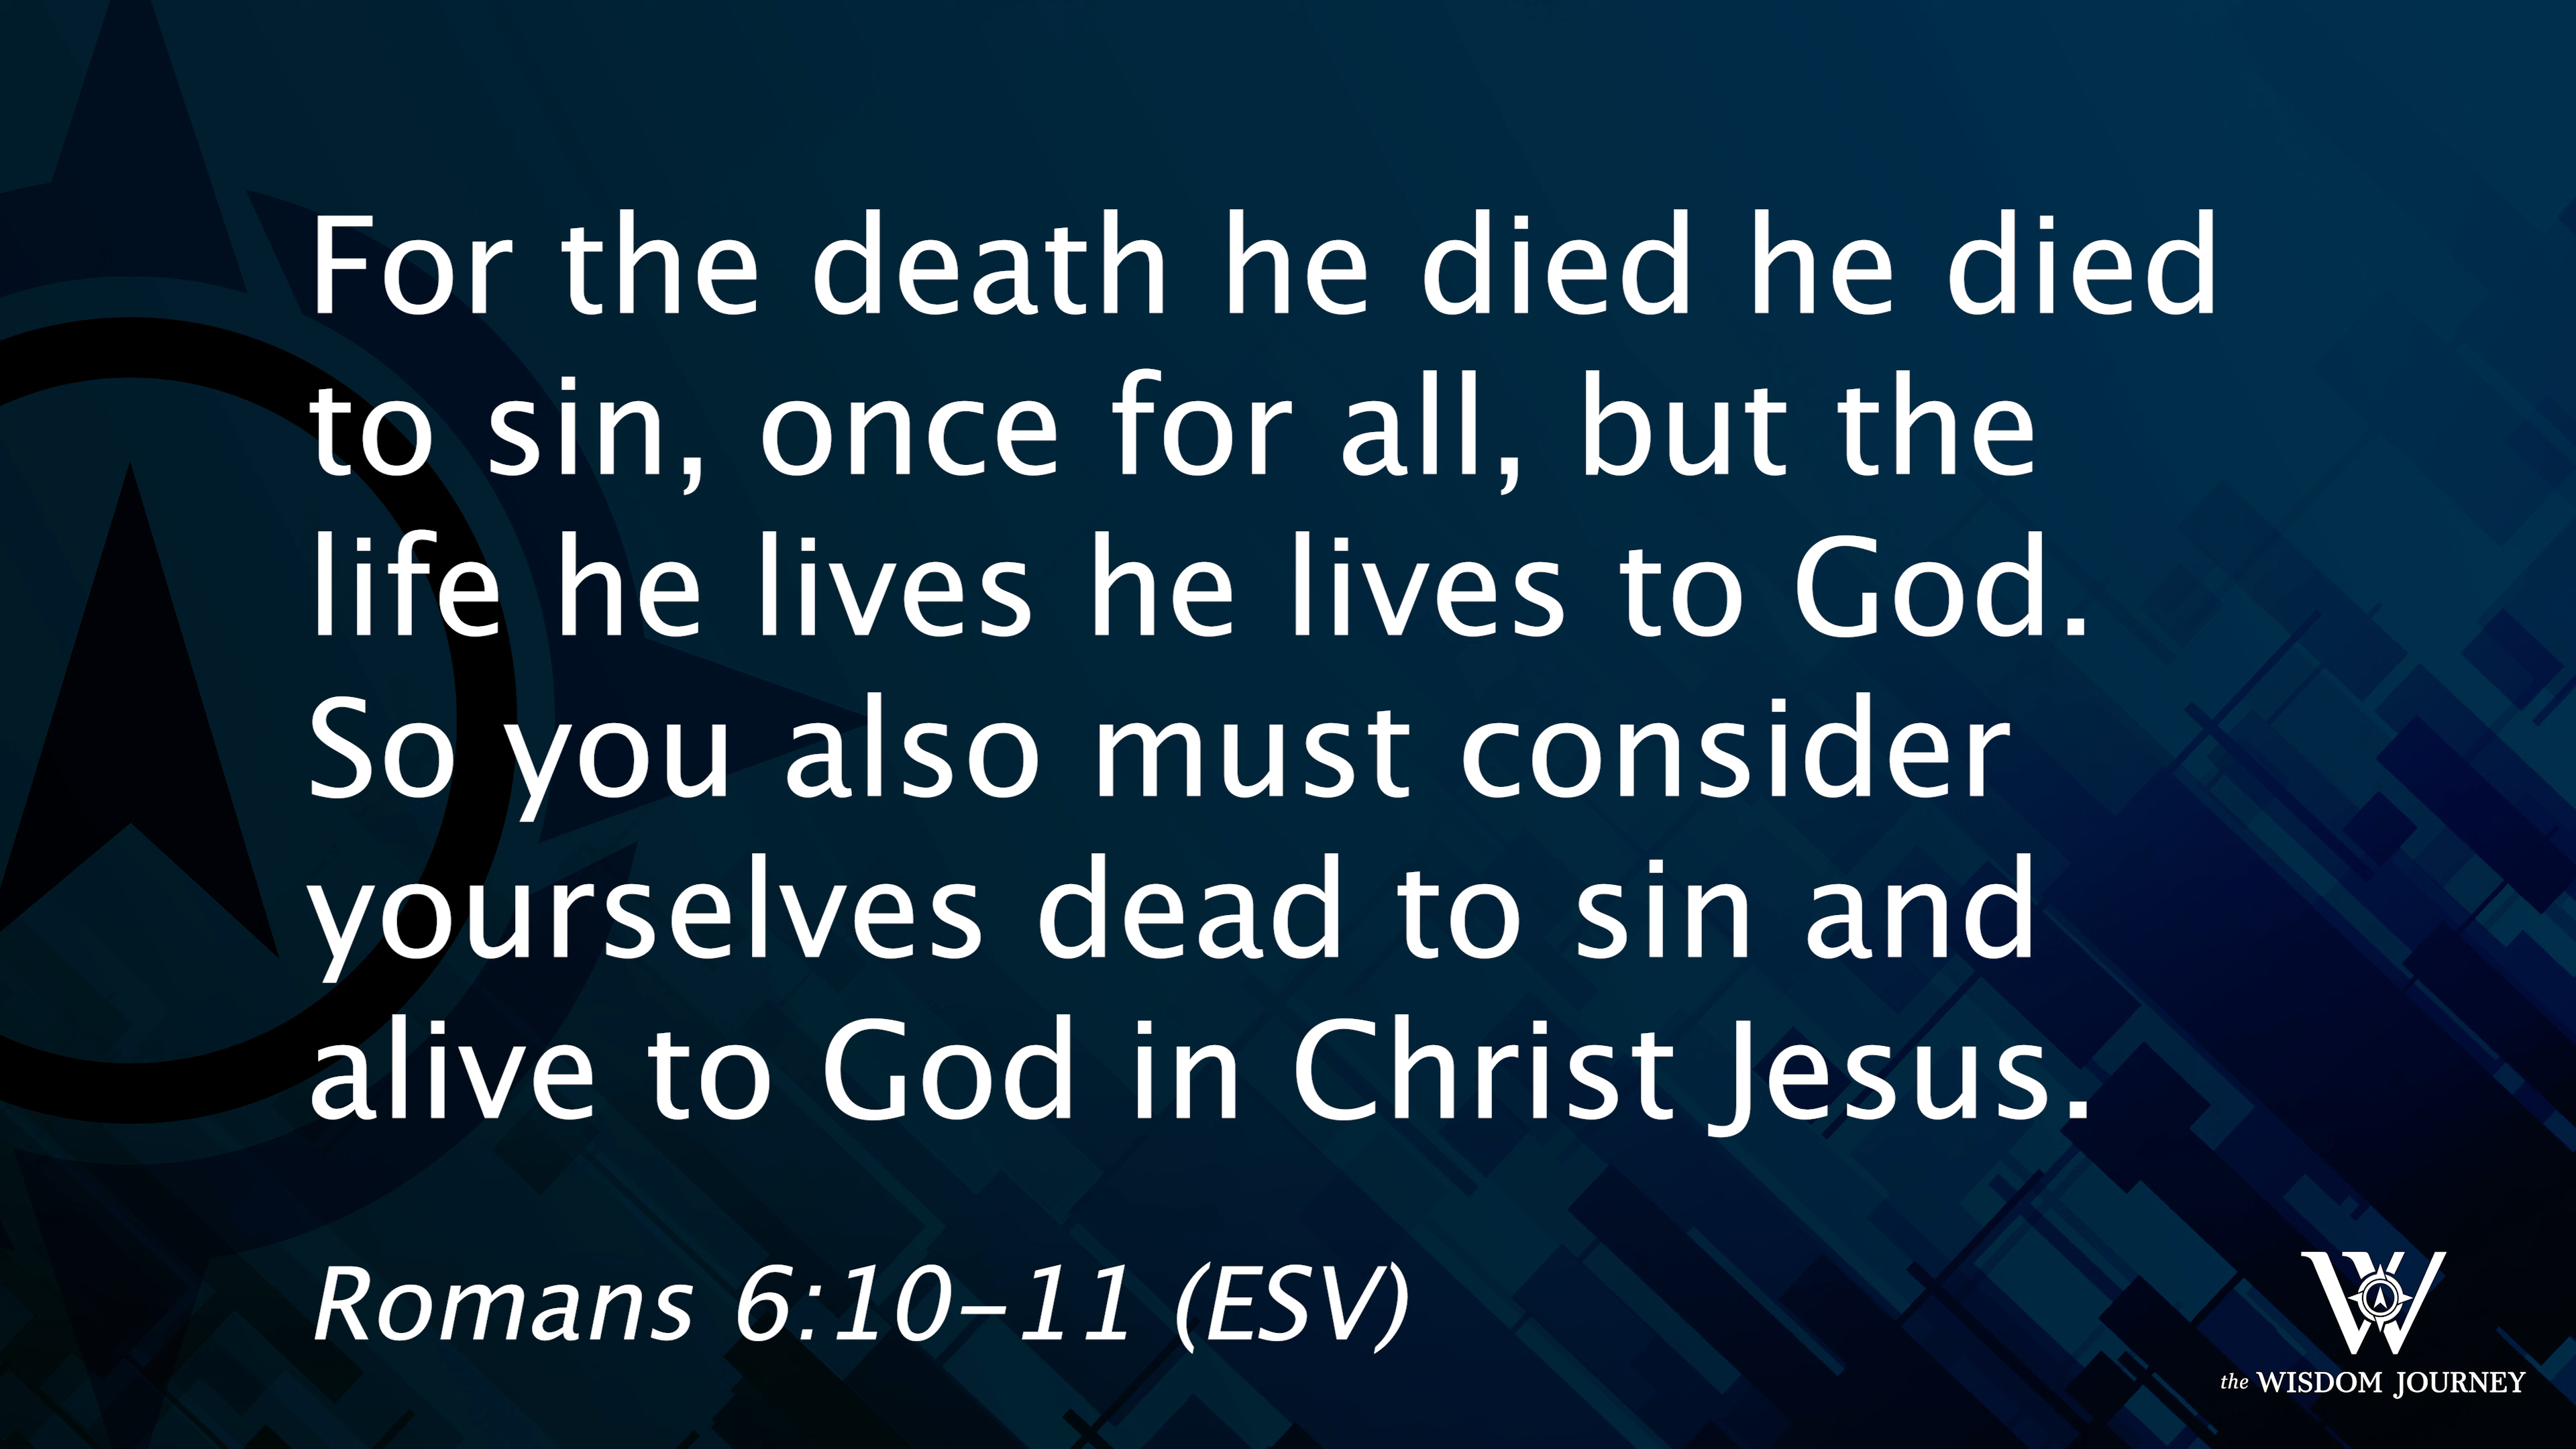 For the death he died he died
to sin, once for all, but the
life he lives he lives to God.
So you also must consider
yourselves dead to sin and
alive to God in Christ Jesus.
Romans 6:10–11 (ESV)
W
the WISDOM JOURNEY